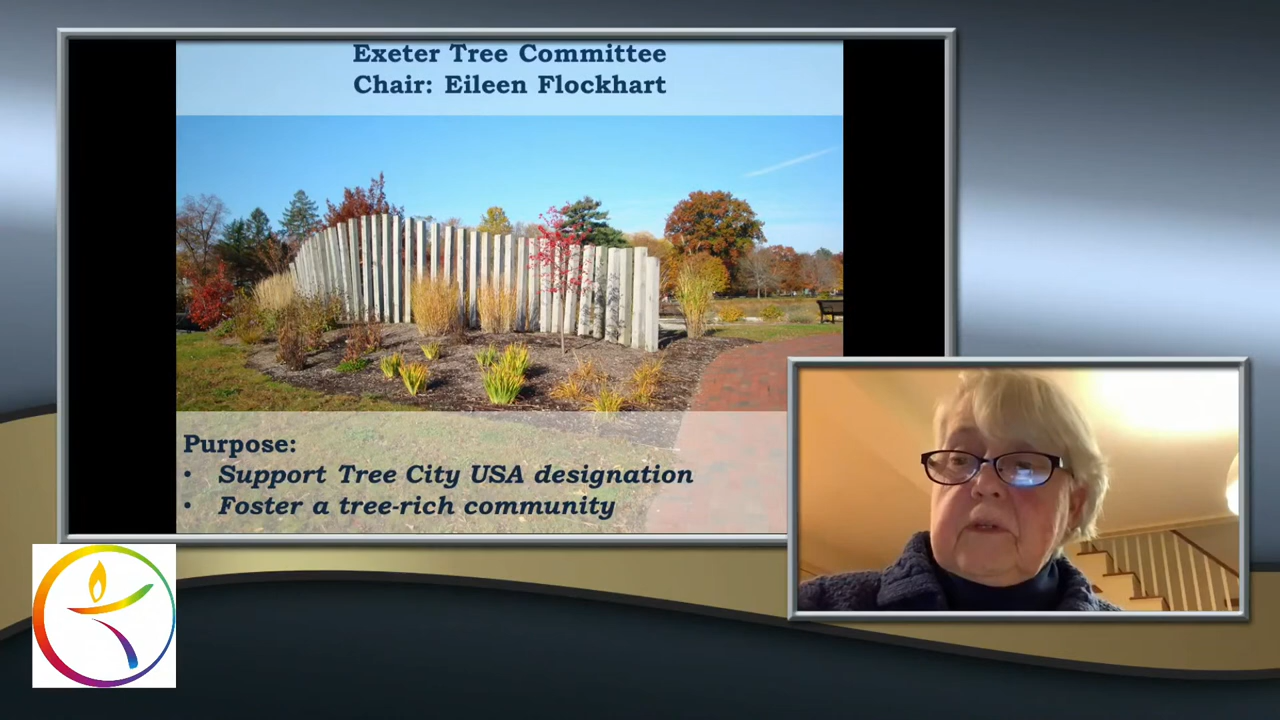 Exeter Tree Committee
Chair: Eileen Flockhart
Purpose:
• Support Tree City USA designation
• Foster a tree-rich community